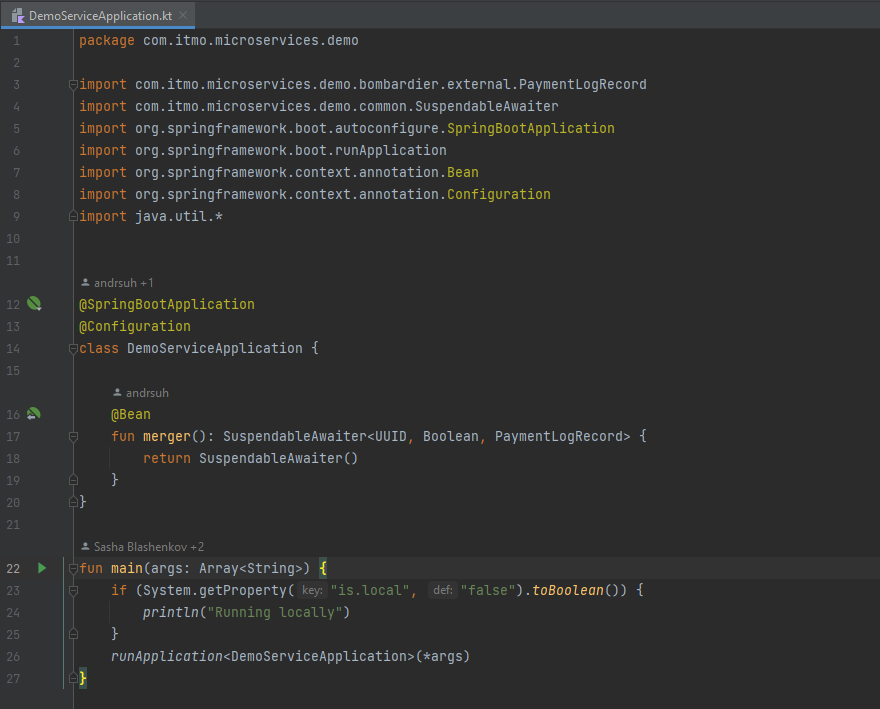 DemoServiceApplication.kt
1 package com.itmo.microservices.demo
2
3 import com.itmo.microservices.demo.bombardier.external.PaymentLogRecord
4 import com.itmo.microservices.demo.common.SuspendableAwaiter
5 import org.springframework.boot.autoconfigure.SpringBootApplication
6 import org.springframework.boot.runApplication
7 import org.springframework.context.annotation.Bean
8 import org.springframework.context.annotation.Configuration
9 import java.util.*
10
11
andrsuh +1
12 @SpringBootApplication
13 @Configuration
14 class DemoServiceApplication {
15
andrsuh
16 @Bean
17 fun merger(): SuspendableAwaiter<UUID, Boolean, PaymentLogRecord> {
18 return SuspendableAwaiter()
19 }
20 }
21
Sasha Blashenkov +2
22 fun main(args: Array<String>) {
23 if (System.getProperty( key: "is.local", def: "false").toBoolean()) {
24 println("Running locally")
25 }
26 runApplication<DemoServiceApplication>(*args)
27 }